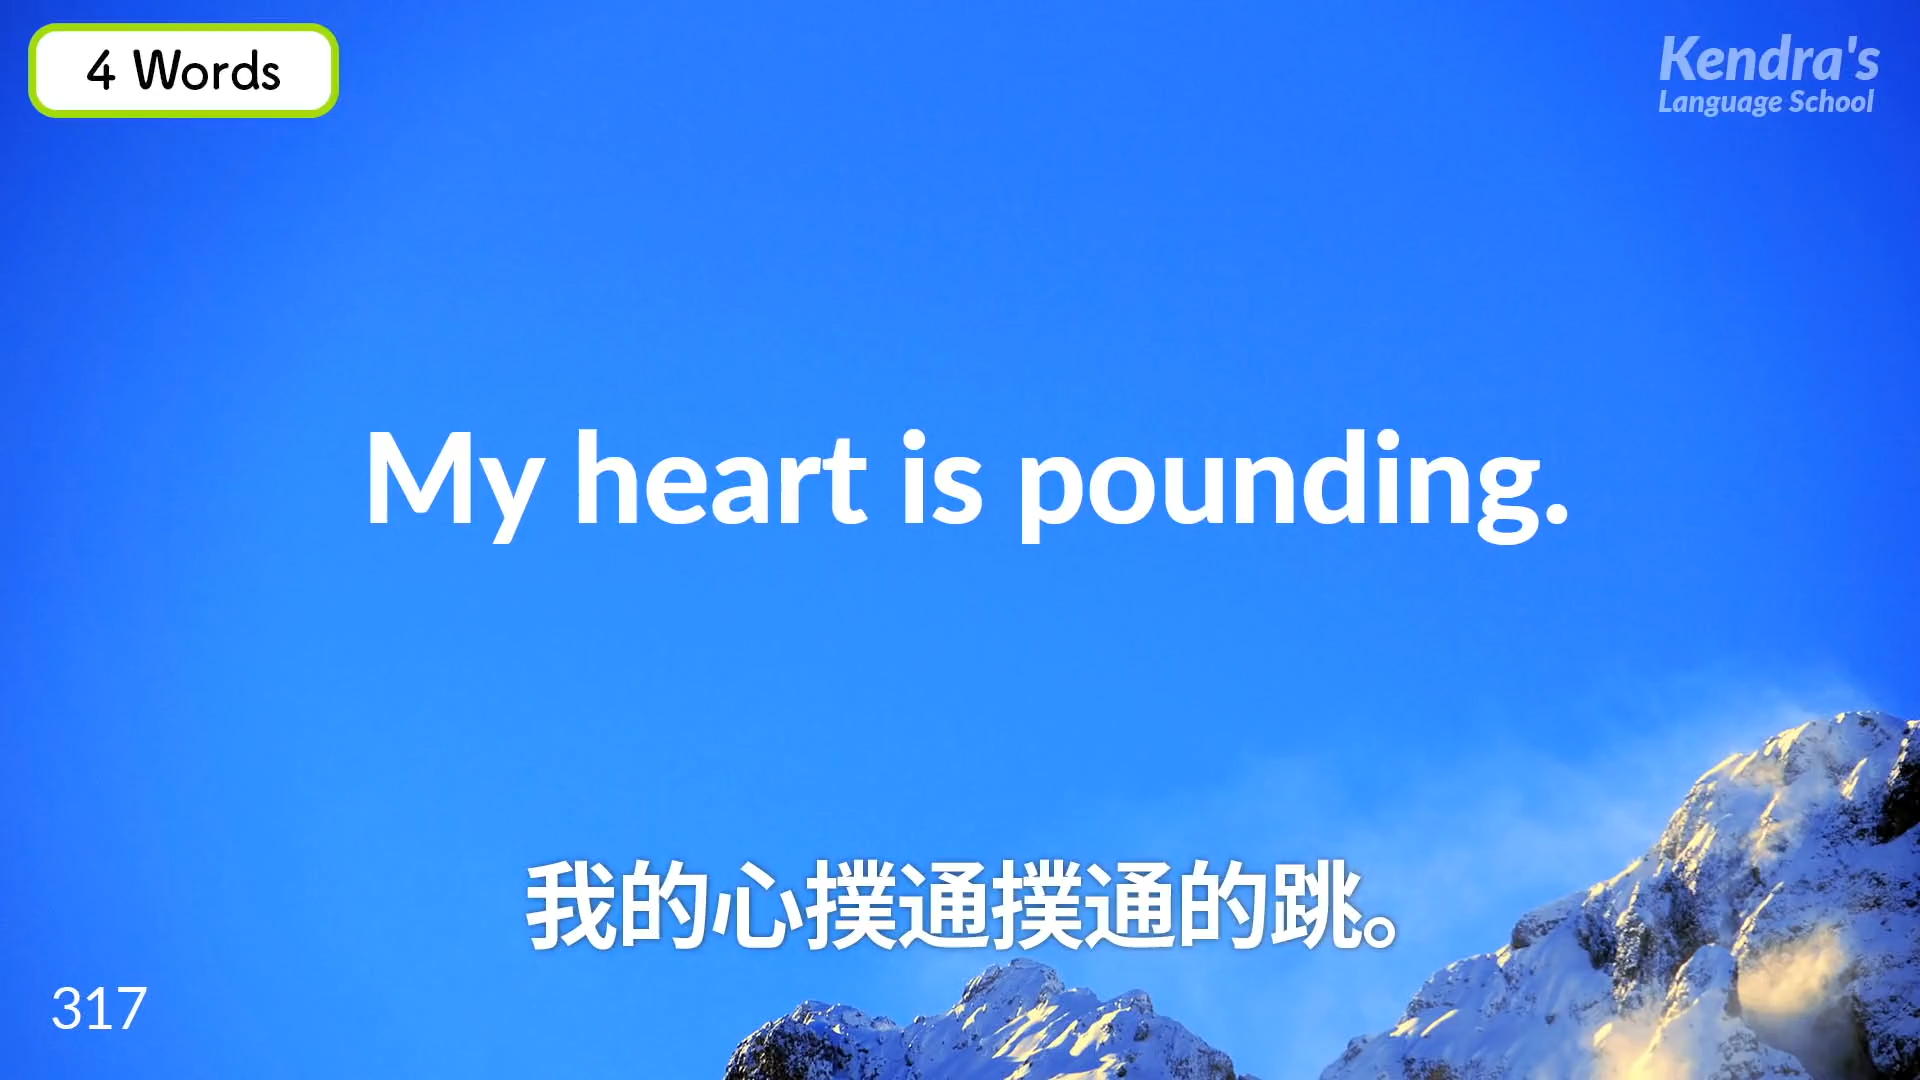 4 Words
Kendra's
Language School
My heart is pounding.
我的心撲通撲通的跳。
317